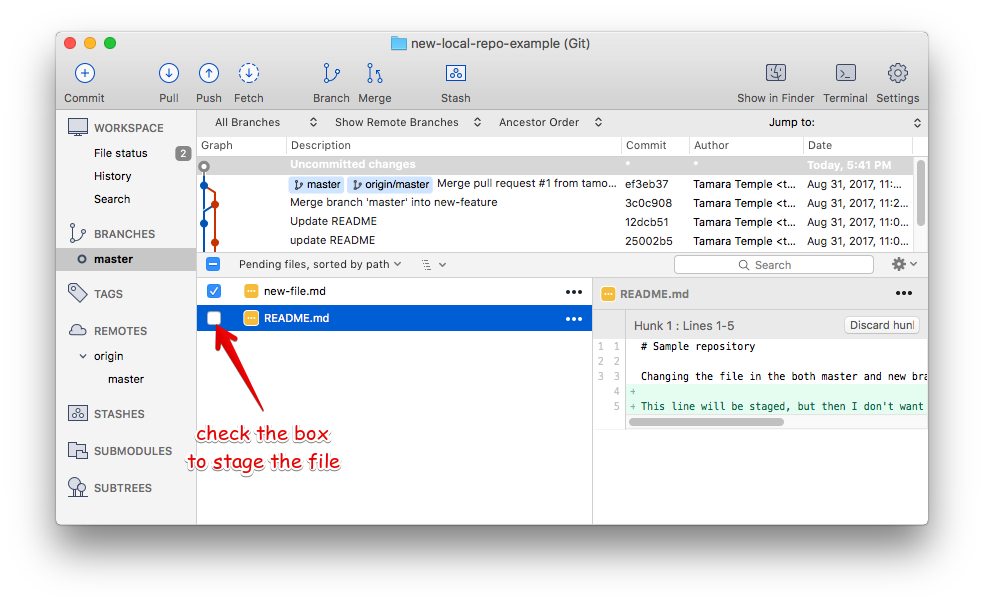 new-local-repo-example (Git)
Commit Pull Push Fetch Branch Merge Stash Show in Finder Terminal Settings
WORKSPACE
File status 2
History
Search
BRANCHES
master
TAGS
REMOTES
origin
master
STASHES
SUBMODULES
SUBTREES
All Branches Show Remote Branches Ancestor Order Jump to:
Graph Description Commit Author Date
Uncommitted changes * * Today, 5:41 PM
master origin/master Merge pull request #1 from tamo... ef3eb37 Tamara Temple <t... Aug 31, 2017, 11:...
Merge branch 'master' into new-feature 3c0c908 Tamara Temple <t... Aug 31, 2017, 11:2...
Update README 12dcb51 Tamara Temple <t... Aug 31, 2017, 11:0...
update README 25002b5 Tamara Temple <t... Aug 31, 2017, 11:0...
Pending files, sorted by path Search
new-file.md
README.md
check the box
to stage the file
README.md
Hunk 1 : Lines 1-5 Discard hunl
1 1 # Sample repository
2 2
3 3 Changing the file in the both master and new bra
4 +
5 + This line will be staged, but then I don't want